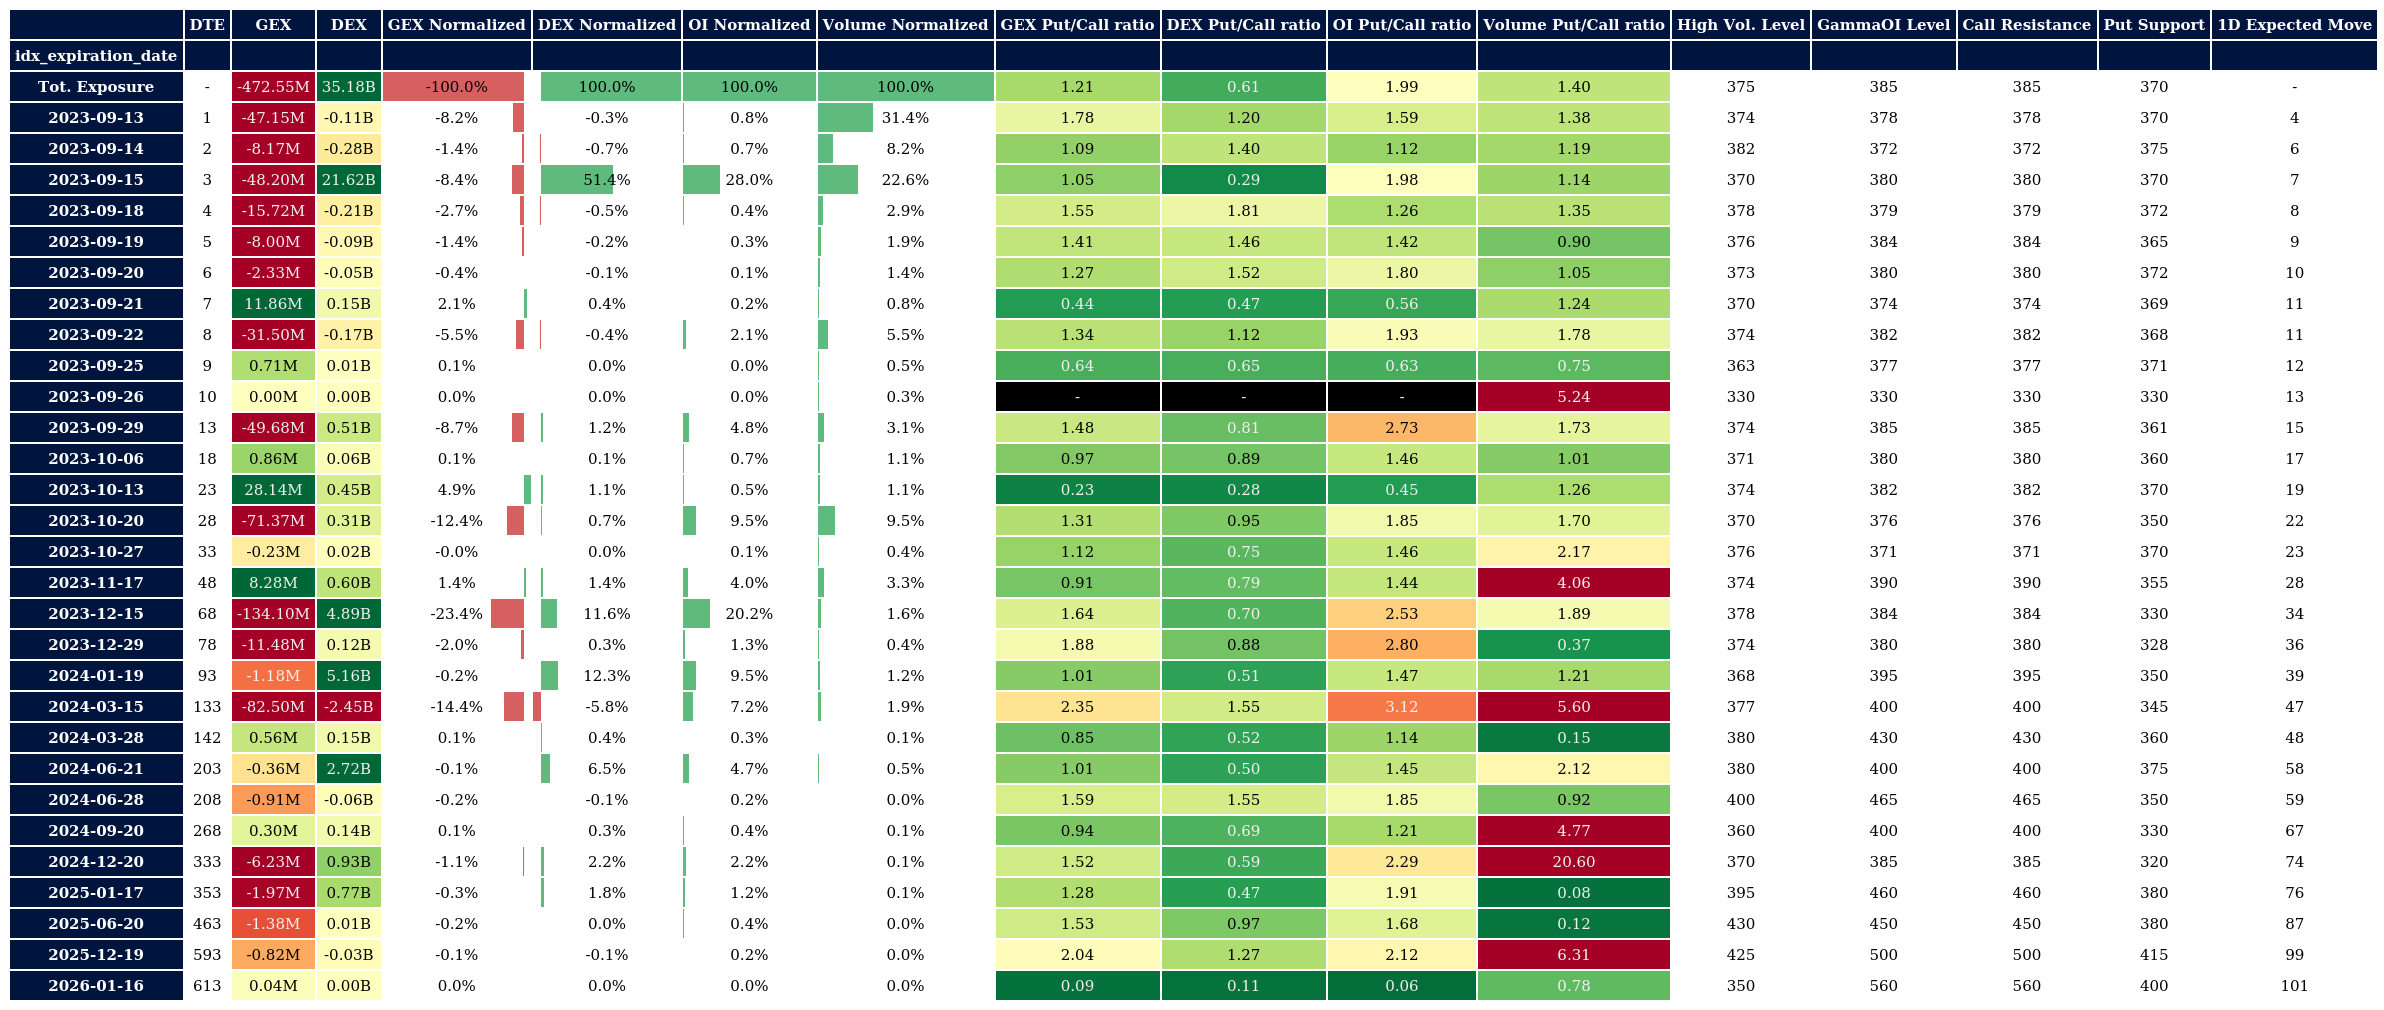 DTE GEX DEX GEX Normalized DEX Normalized OI Normalized Volume Normalized GEX Put/Call ratio DEX Put/Call ratio OI Put/Call ratio Volume Put/Call ratio High Vol. Level GammaOI Level Call Resistance Put Support 1D Expected Move
idx_expiration_date
Tot. Exposure - -472.55M 35.18B -100.0% 100.0% 100.0% 100.0% 1.21 0.61 1.99 1.40 375 385 385 370 -
2023-09-13 1 -47.15M -0.11B -8.2% -0.3% 0.8% 31.4% 1.78 1.20 1.59 1.38 374 378 378 370 4
2023-09-14 2 -8.17M -0.28B -1.4% -0.7% 0.7% 8.2% 1.09 1.40 1.12 1.19 382 372 372 375 6
2023-09-15 3 -48.20M 21.62B -8.4% 51.4% 28.0% 22.6% 1.05 0.29 1.98 1.14 370 380 380 370 7
2023-09-18 4 -15.72M -0.21B -2.7% -0.5% 0.4% 2.9% 1.55 1.81 1.26 1.35 378 379 379 372 8
2023-09-19 5 -8.00M -0.09B -1.4% -0.2% 0.3% 1.9% 1.41 1.46 1.42 0.90 376 384 384 365 9
2023-09-20 6 -2.33M -0.05B -0.4% -0.1% 0.1% 1.4% 1.27 1.52 1.80 1.05 373 380 380 372 10
2023-09-21 7 11.86M 0.15B 2.1% 0.4% 0.2% 0.8% 0.44 0.47 0.56 1.24 370 374 374 369 11
2023-09-22 8 -31.50M -0.17B -5.5% -0.4% 2.1% 5.5% 1.34 1.12 1.93 1.78 374 382 382 368 11
2023-09-25 9 0.71M 0.01B 0.1% 0.0% 0.0% 0.5% 0.64 0.65 0.63 0.75 363 377 377 371 12
2023-09-26 10 0.00M 0.00B 0.0% 0.0% 0.0% 0.3% - - - 5.24 330 330 330 330 13
2023-09-29 13 -49.68M 0.51B -8.7% 1.2% 4.8% 3.1% 1.48 0.81 2.73 1.73 374 385 385 361 15
2023-10-06 18 0.86M 0.06B 0.1% 0.1% 0.7% 1.1% 0.97 0.89 1.46 1.01 371 380 380 360 17
2023-10-13 23 28.14M 0.45B 4.9% 1.1% 0.5% 1.1% 0.23 0.28 0.45 1.26 374 382 382 370 19
2023-10-20 28 -71.37M 0.31B -12.4% 0.7% 9.5% 9.5% 1.31 0.95 1.85 1.70 370 376 376 350 22
2023-10-27 33 -0.23M 0.02B -0.0% 0.0% 0.1% 0.4% 1.12 0.75 1.46 2.17 376 371 371 370 23
2023-11-17 48 8.28M 0.60B 1.4% 1.4% 4.0% 3.3% 0.91 0.79 1.44 4.06 374 390 390 355 28
2023-12-15 68 -134.10M 4.89B -23.4% 11.6% 20.2% 1.6% 1.64 0.70 2.53 1.89 378 384 384 330 34
2023-12-29 78 -11.48M 0.12B -2.0% 0.3% 1.3% 0.4% 1.88 0.88 2.80 0.37 374 380 380 328 36
2024-01-19 93 -1.18M 5.16B -0.2% 12.3% 9.5% 1.2% 1.01 0.51 1.47 1.21 368 395 395 350 39
2024-03-15 133 -82.50M -2.45B -14.4% -5.8% 7.2% 1.9% 2.35 1.55 3.12 5.60 377 400 400 345 47
2024-03-28 142 0.56M 0.15B 0.1% 0.4% 0.3% 0.1% 0.85 0.52 1.14 0.15 380 430 430 360 48
2024-06-21 203 -0.36M 2.72B -0.1% 6.5% 4.7% 0.5% 1.01 0.50 1.45 2.12 380 400 400 375 58
2024-06-28 208 -0.91M -0.06B -0.2% -0.1% 0.2% 0.0% 1.59 1.55 1.85 0.92 400 465 465 350 59
2024-09-20 268 0.30M 0.14B 0.1% 0.3% 0.4% 0.1% 0.94 0.69 1.21 4.77 360 400 400 330 67
2024-12-20 333 -6.23M 0.93B -1.1% 2.2% 2.2% 0.1% 1.52 0.59 2.29 20.60 370 385 385 320 74
2025-01-17 353 -1.97M 0.77B -0.3% 1.8% 1.2% 0.1% 1.28 0.47 1.91 0.08 395 460 460 380 76
2025-06-20 463 -1.38M 0.01B -0.2% 0.0% 0.4% 0.0% 1.53 0.97 1.68 0.12 430 450 450 380 87
2025-12-19 593 -0.82M -0.03B -0.1% -0.1% 0.2% 0.0% 2.04 1.27 2.12 6.31 425 500 500 415 99
2026-01-16 613 0.04M 0.00B 0.0% 0.0% 0.0% 0.0% 0.09 0.11 0.06 0.78 350 560 560 400 101